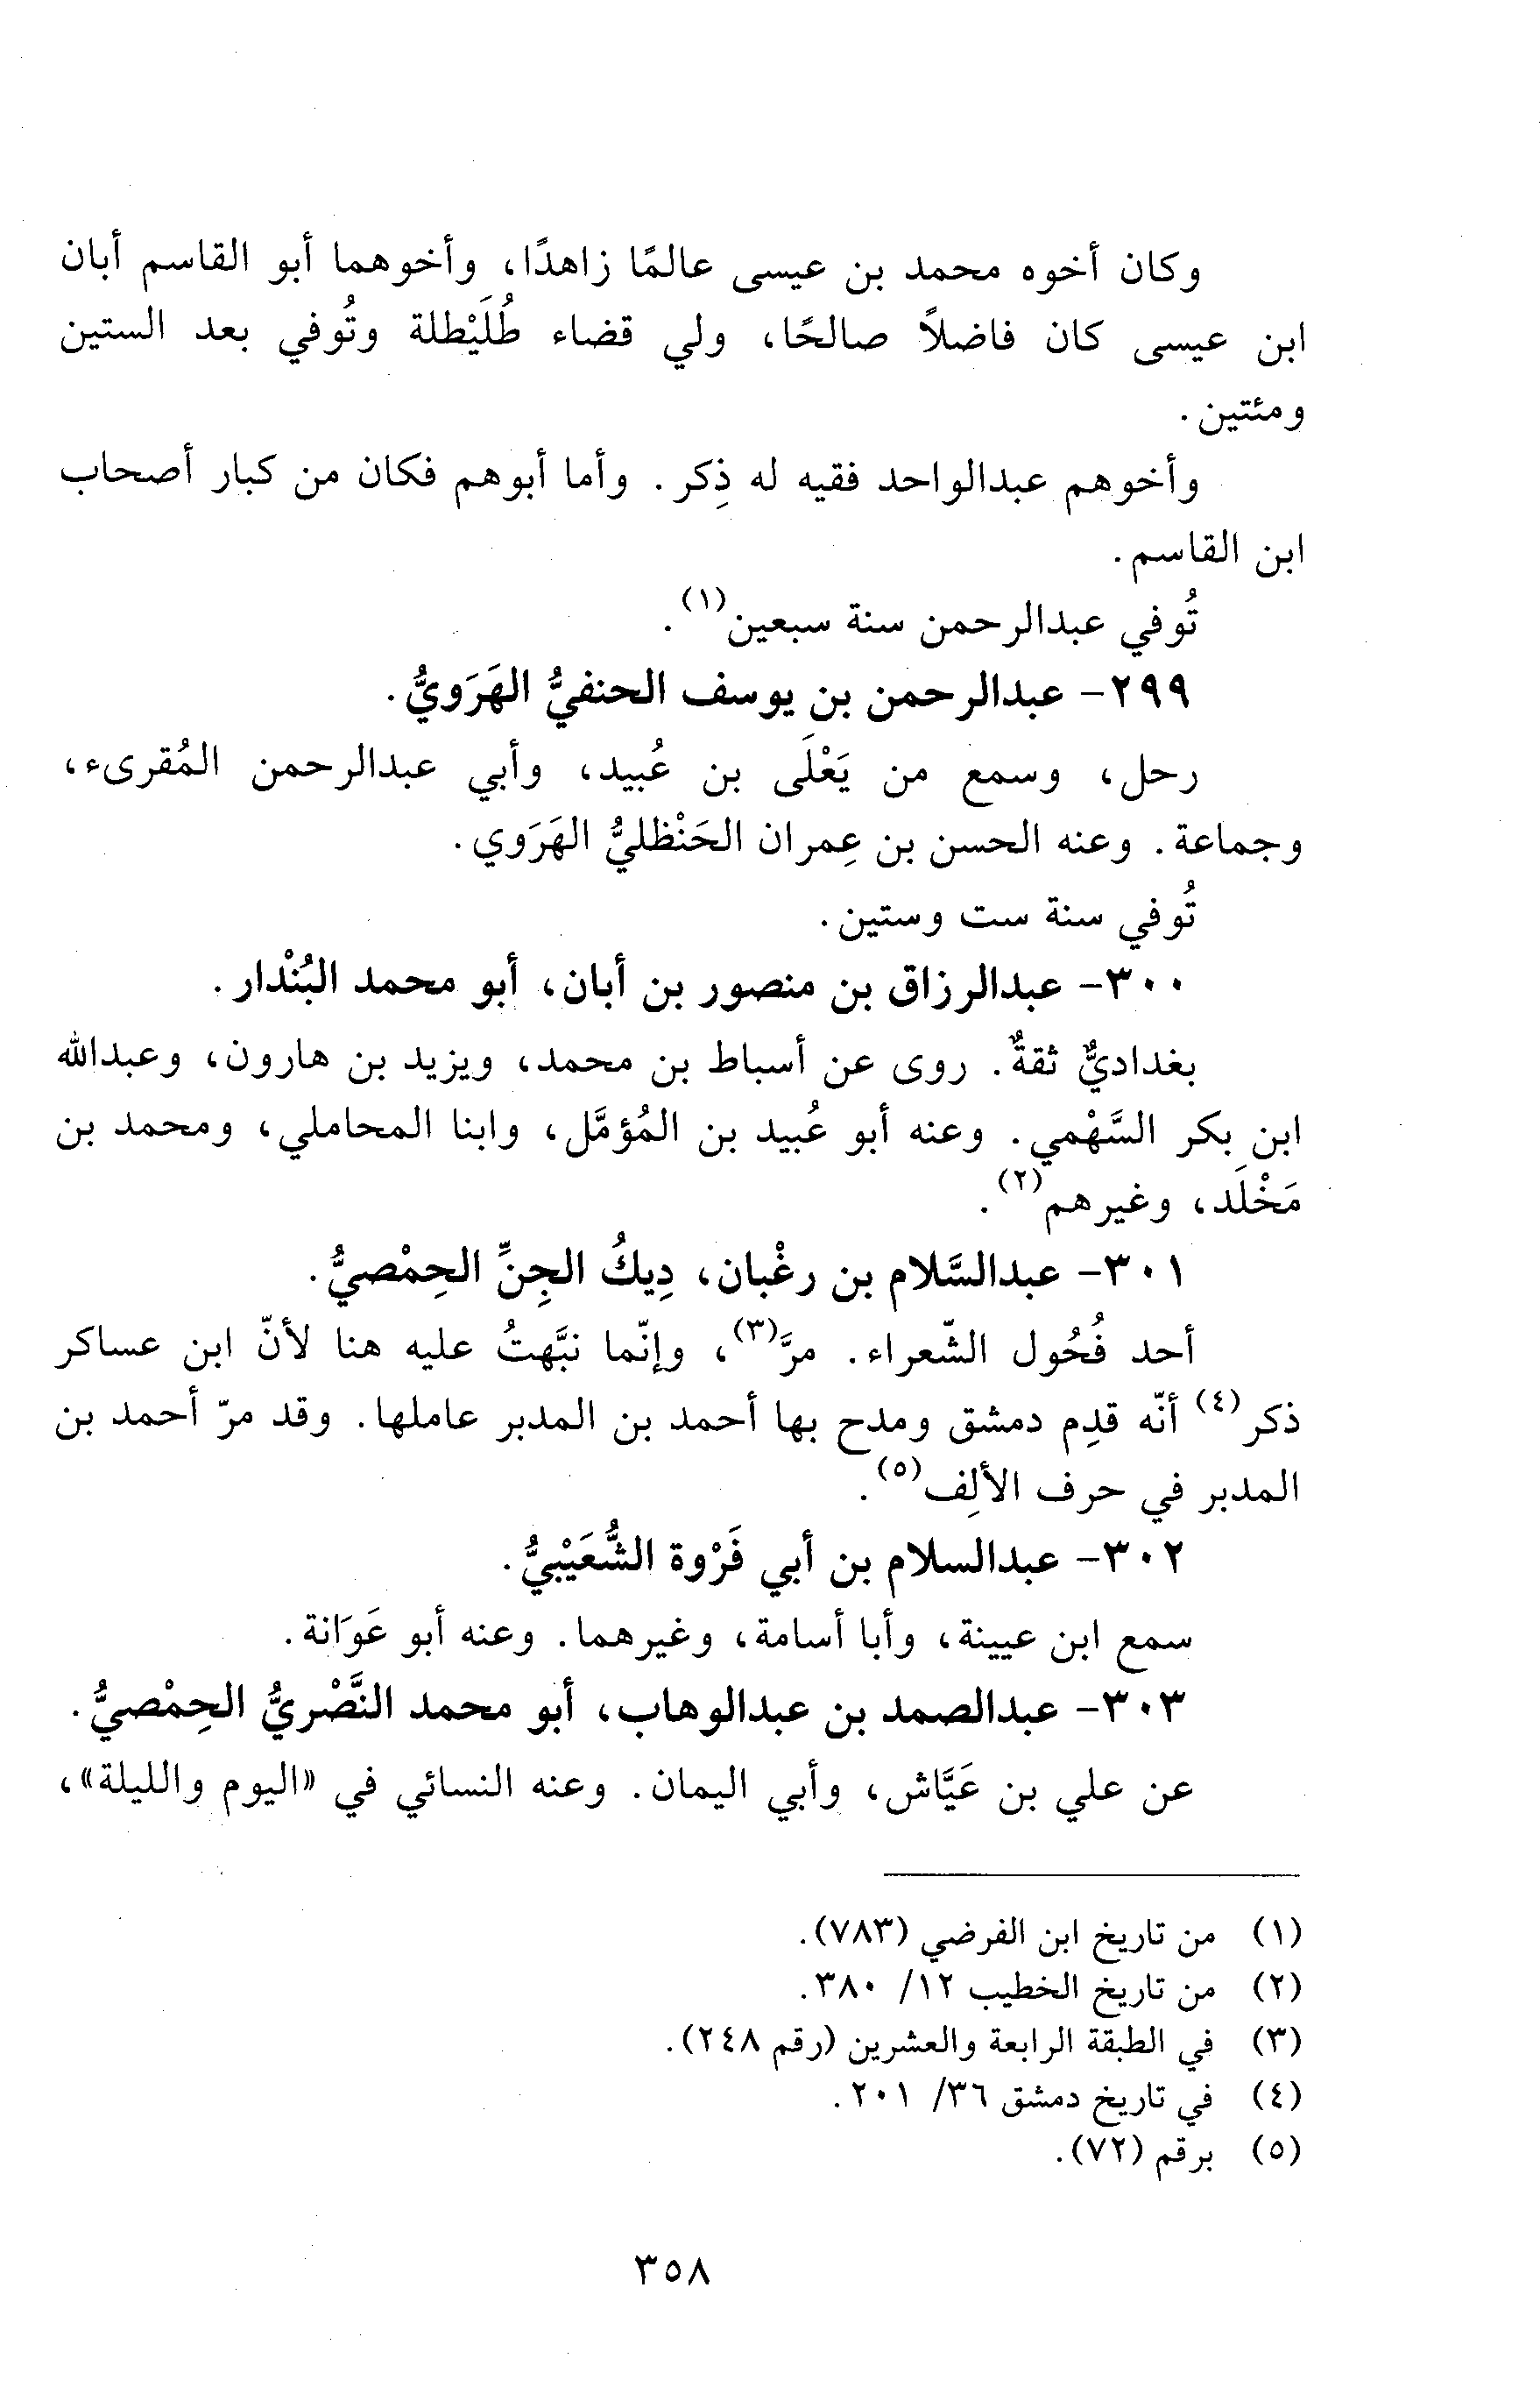 وكان أخوه محمد بن عيسى عالمًا زاهدًا، وأخوهما أبو القاسم أبان
ابن عيسى كان فاضلاً صالحًا، ولي قضاء طُلَيْطلة وتُوفي بعد الستين
ومئتين.
وأخوهم عبدالواحد فقيه له ذِكر. وأما أبوهم فكان من كبار أصحاب
ابن القاسم.
تُوفي عبدالرحمن سنة سبعين(١).
٢٩٩- عبدالرحمن بن يوسف الحنفيُّ الهَرَويُّ.
رحل، وسمع من يَعْلَى بن عُبيد، وأبي عبدالرحمن المُقرىء،
وجماعة. وعنه الحسن بن عِمران الحَنْظليُّ الهَرَوي.
تُوفي سنة ست وستين.
٣٠٠- عبدالرزاق بن منصور بن أبان، أبو محمد البُنْدار.
بغداديٌّ ثقةٌ. روى عن أسباط بن محمد، ويزيد بن هارون، وعبدالله
ابن بكر السَّهْمي. وعنه أبو عُبيد بن المُؤمَّل، وابنا المحاملي، ومحمد بن
مَخْلَد، وغيرهم(٢).
٣٠١- عبدالسَّلام بن رغْبان، دِيكُ الجِنِّ الحِمْصيُّ.
أحد فُحُول الشّعراء. مرَّ(٣)، وإنّما نبَّهتُ عليه هنا لأنّ ابن عساكر
ذكر(٤) أنّه قدِم دمشق ومدح بها أحمد بن المدبر عاملها. وقد مرّ أحمد بن
المدبر في حرف الألِف(٥).
٣٠٢- عبدالسلام بن أبي فَرْوة الشُّعَيْبيُّ.
سمع ابن عيينة، وأبا أسامة، وغيرهما. وعنه أبو عَوَانة.
٣٠٣- عبدالصمد بن عبدالوهاب، أبو محمد النَّصْريُّ الحِمْصيُّ.
عن علي بن عَيَّاش، وأبي اليمان. وعنه النسائي في «اليوم والليلة»،
(١) من تاريخ ابن الفرضي (٧٨٣).
(٢) من تاريخ الخطيب ١٢/ ٣٨٠.
(٣) في الطبقة الرابعة والعشرين (رقم ٢٤٨).
(٤) في تاريخ دمشق ٣٦/ ٢٠١.
(٥) برقم (٧٢).
٣٥٨